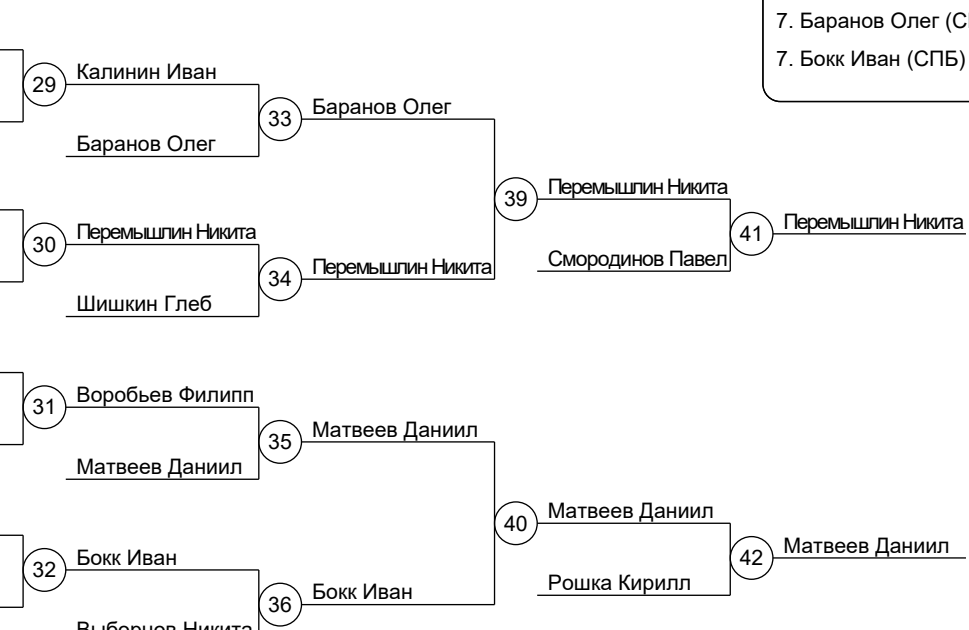 7. Баранов Олег
7. Бокк Иван (СПБ)
29
Калинин Иван
33
Баранов Олег
Баранов Олег
39
Перемышлин Никита
41
Перемышлин Никита
30
Перемышлин Никита
34
Перемышлин Никита
Смородинов Павел
Шишкин Глеб
31
Воробьев Филипп
35
Матвеев Даниил
Матвеев Даниил
40
Матвеев Даниил
42
Матвеев Даниил
32
Бокк Иван
36
Бокк Иван
Рошка Кирилл
Выборнов Никита